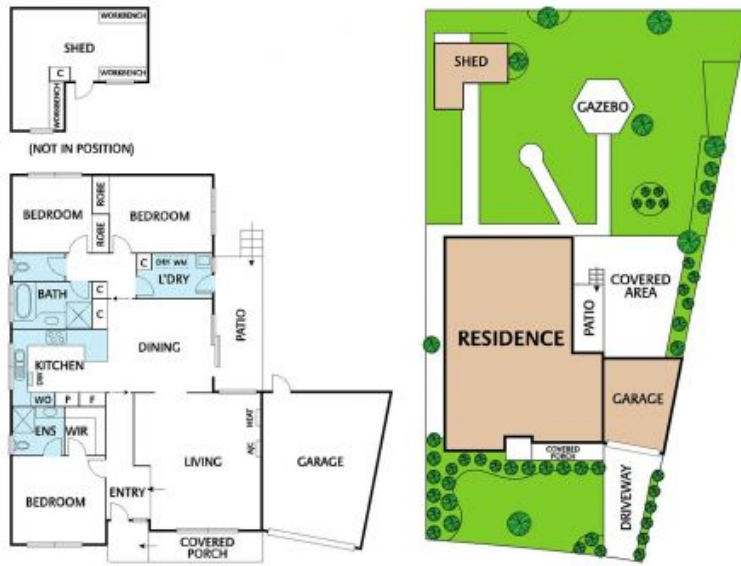 WORKBENCH
SHED
C
WORKBENCH
WORKBENCH
(NOT IN POSITION)
BEDROOM
ROBE
ROBE
BEDROOM
C
DRY WM
L'DRY
BATH
C
C
KITCHEN
DW
DINING
PATIO
WO
P
F
ENS
WIR
LIVING
HEAT
A/C
GARAGE
BEDROOM
ENTRY
COVERED
PORCH
SHED
GAZEBO
RESIDENCE
PATIO
COVERED
AREA
GARAGE
COVERED
PORCH
DRIVEWAY